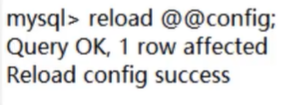 mysql> reload @@config;
Query OK, 1 row affected
Reload config success